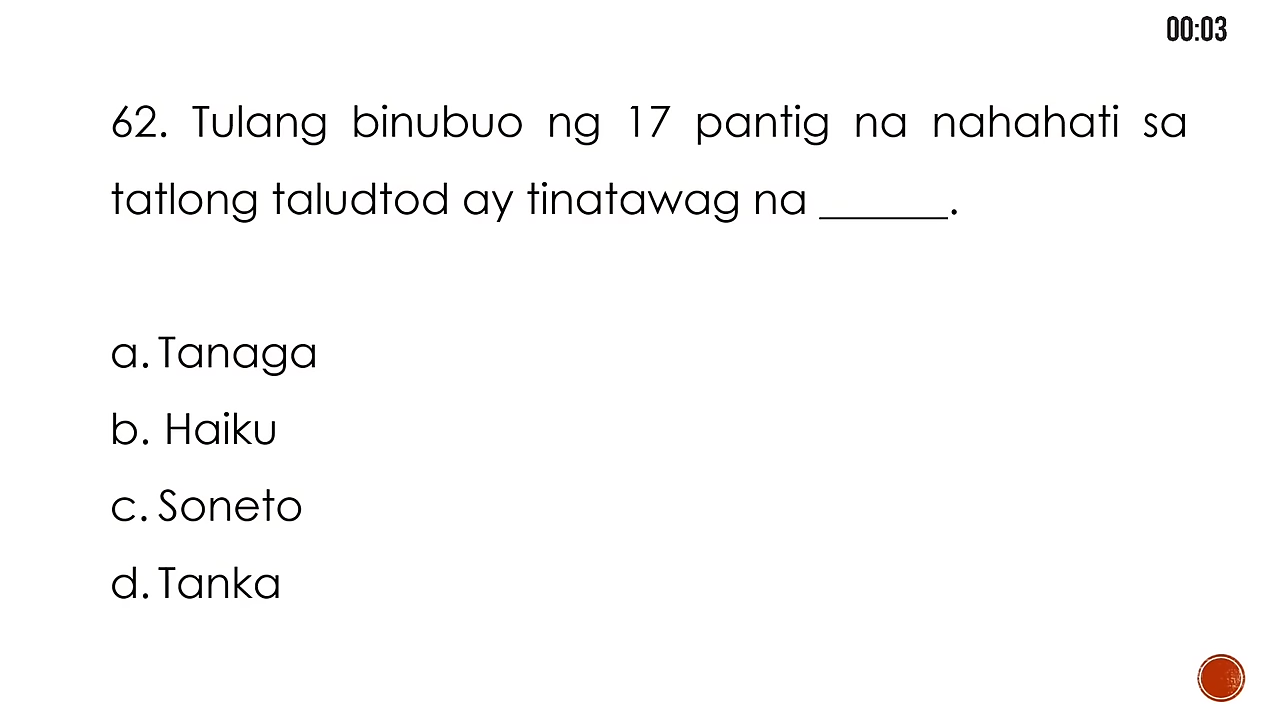 00:03
62. Tulang binubuo ng 17 pantig na nahahati sa
tatlong taludtod ay tinatawag na ______.
a. Tanaga
b. Haiku
c. Soneto
d. Tanka